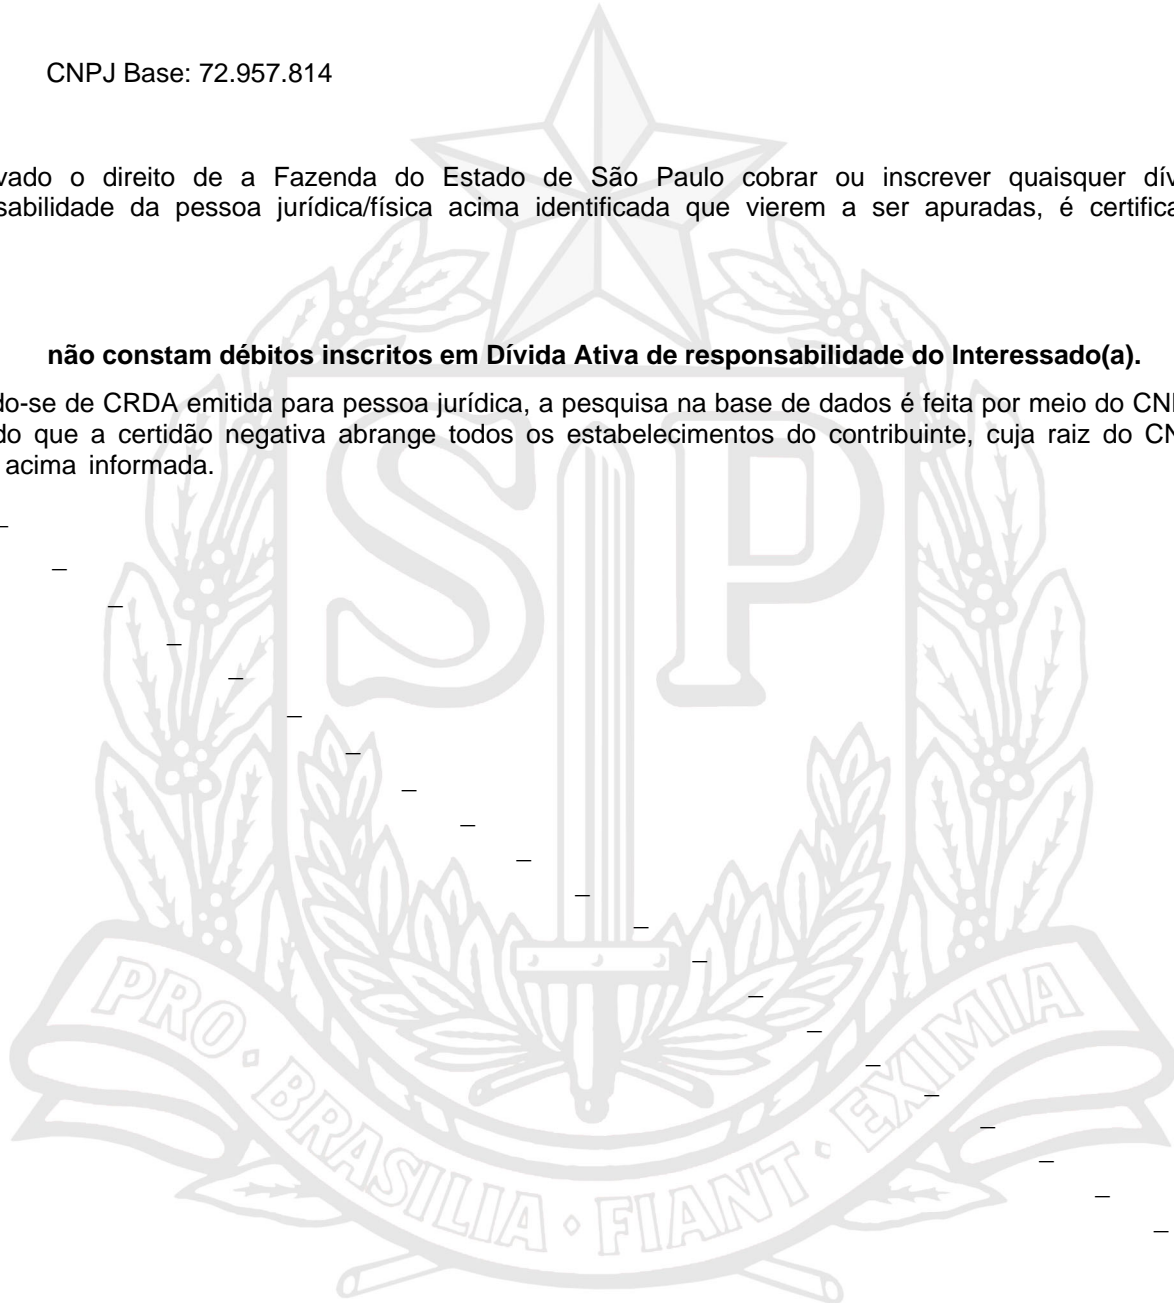 CNPJ Base: 72.957.814
vado o direito de a Fazenda do Estado de São Paulo cobrar ou inscrever quaisquer dív
sabilidade da pessoa jurídica/física acima identificada que vierem a ser apuradas, é certifica
não constam débitos inscritos em Dívida Ativa de responsabilidade do Interessado(a).
do-se de CRDA emitida para pessoa jurídica, a pesquisa na base de dados é feita por meio do CN
do que a certidão negativa abrange todos os estabelecimentos do contribuinte, cuja raiz do CN
acima informada.
SP
PRO • BRASILIA • FIANT • EXIMIA